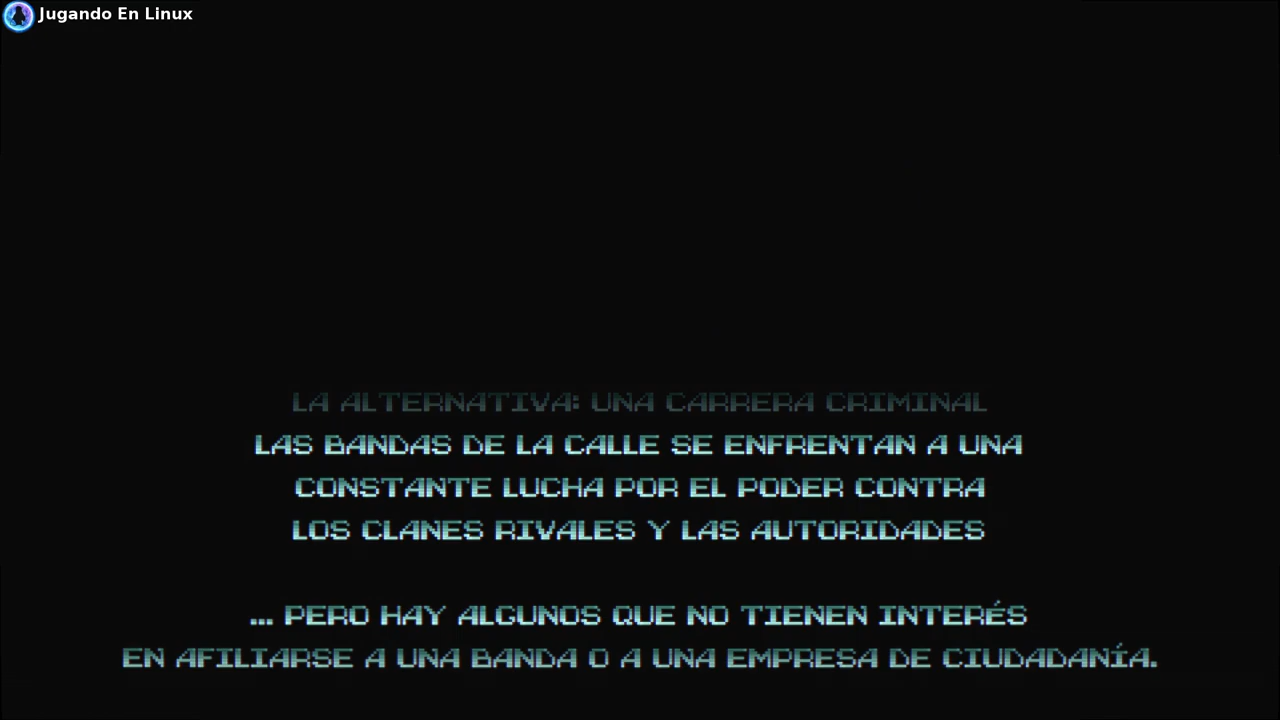 Jugando En Linux
LA ALTERNATIVA: UNA CARRERA CRIMINAL
LAS BANDAS DE LA CALLE SE ENFRENTAN A UNA
CONSTANTE LUCHA POR EL PODER CONTRA
LOS CLANES RIVALES Y LAS AUTORIDADES
... PERO HAY ALGUNOS QUE NO TIENEN INTERÉS
EN AFILIARSE A UNA BANDA O A UNA EMPRESA DE CIUDADANÍA.